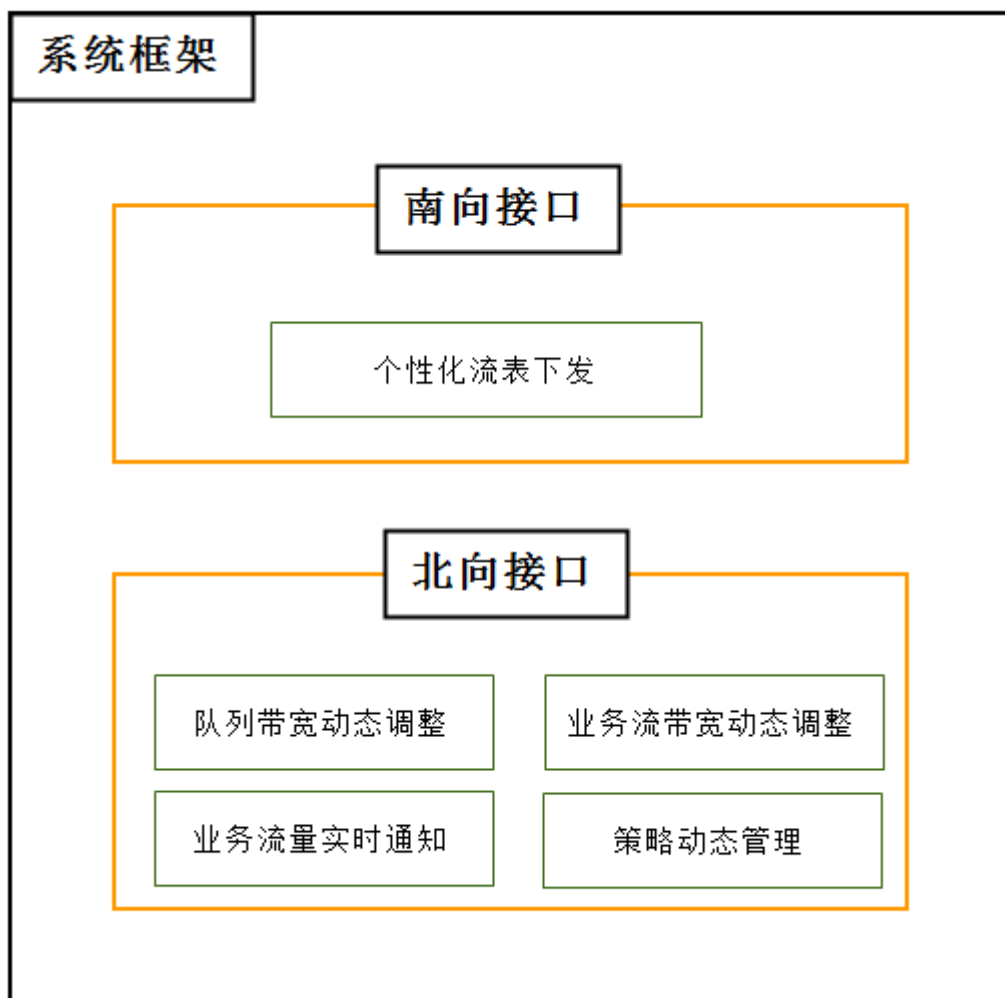 系统框架
南向接口
个性化流表下发
北向接口
队列带宽动态调整
业务流带宽动态调整
业务流量实时通知
策略动态管理